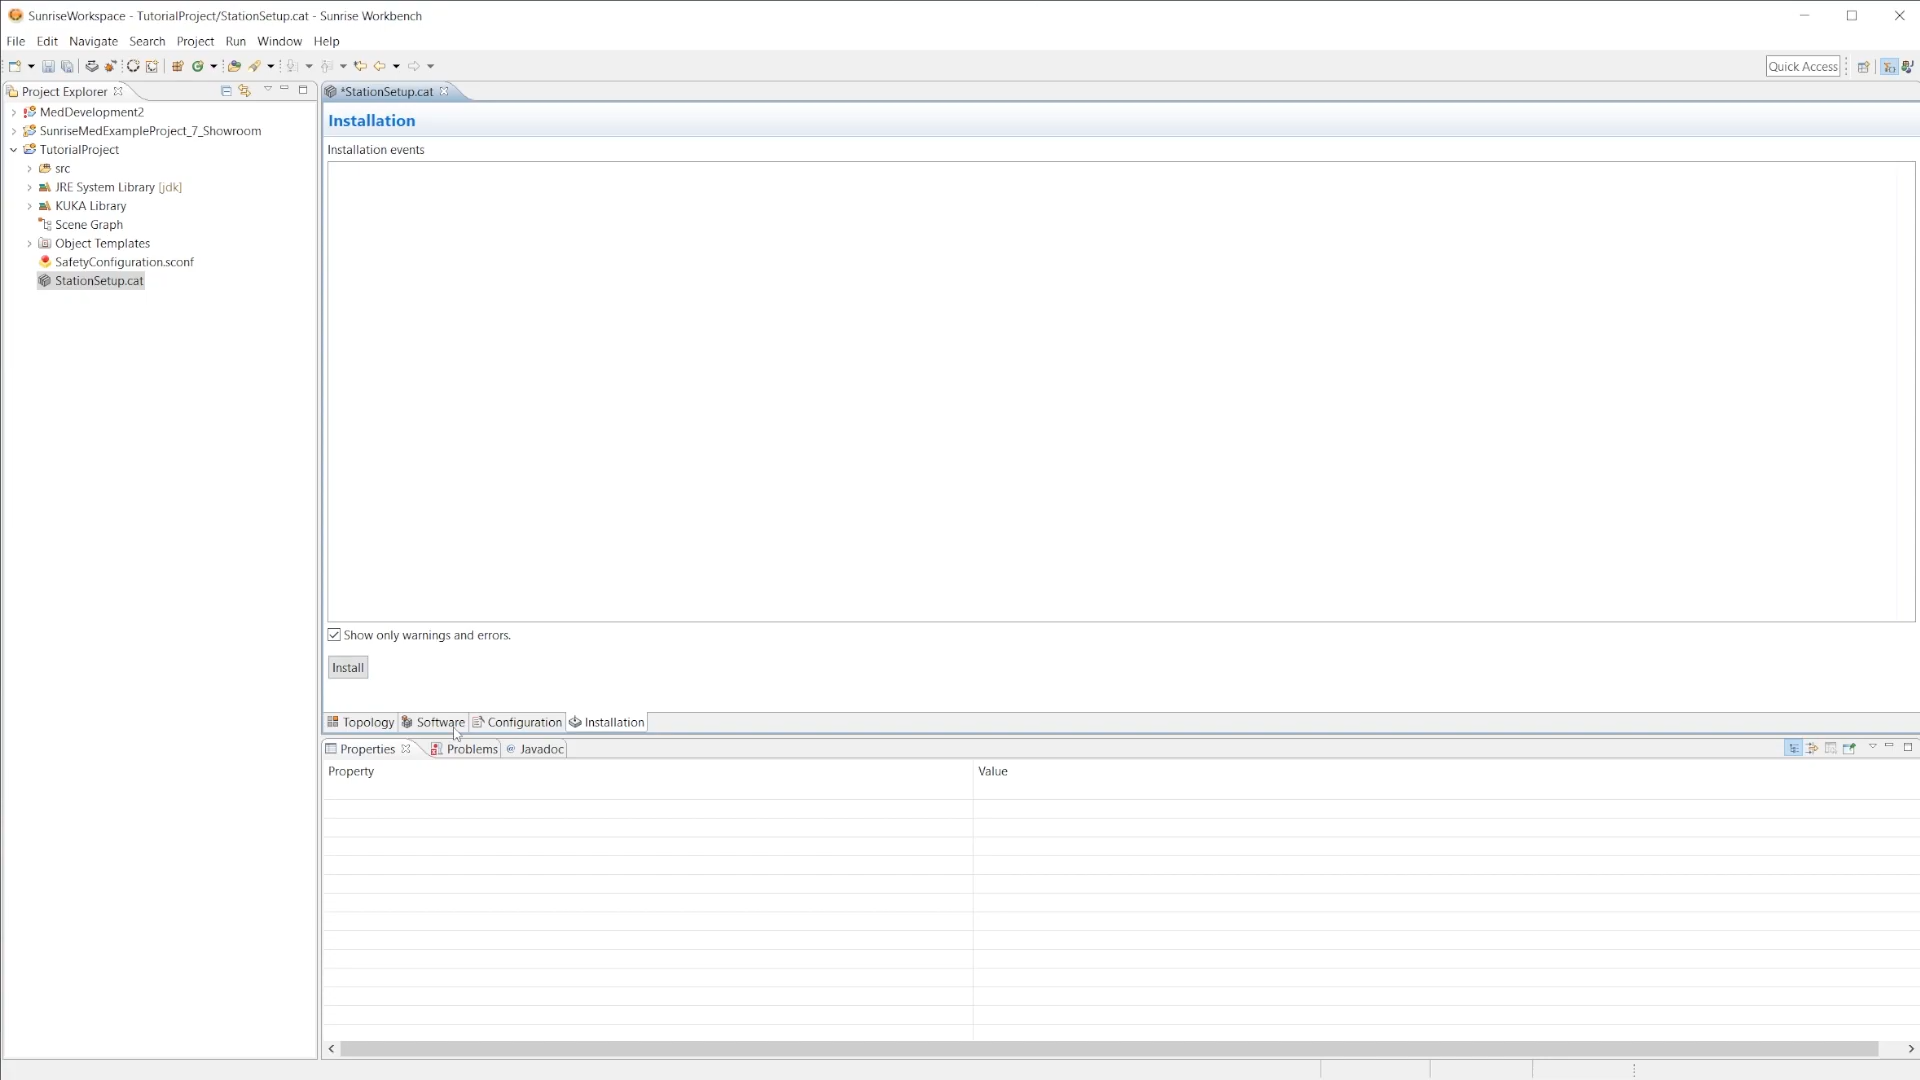 SunriseWorkspace - TutorialProject/StationSetup.cat - Sunrise Workbench
File Edit Navigate Search Project Run Window Help
Quick Access
Project Explorer
MedDevelopment2
SunriseMedExampleProject_7_Showroom
TutorialProject
src
JRE System Library [jdk]
KUKA Library
Scene Graph
Object Templates
SafetyConfiguration.sconf
StationSetup.cat
*StationSetup.cat
Installation
Installation events
Show only warnings and errors.
Install
Topology Software Configuration Installation
Properties Problems @ Javadoc
Property Value